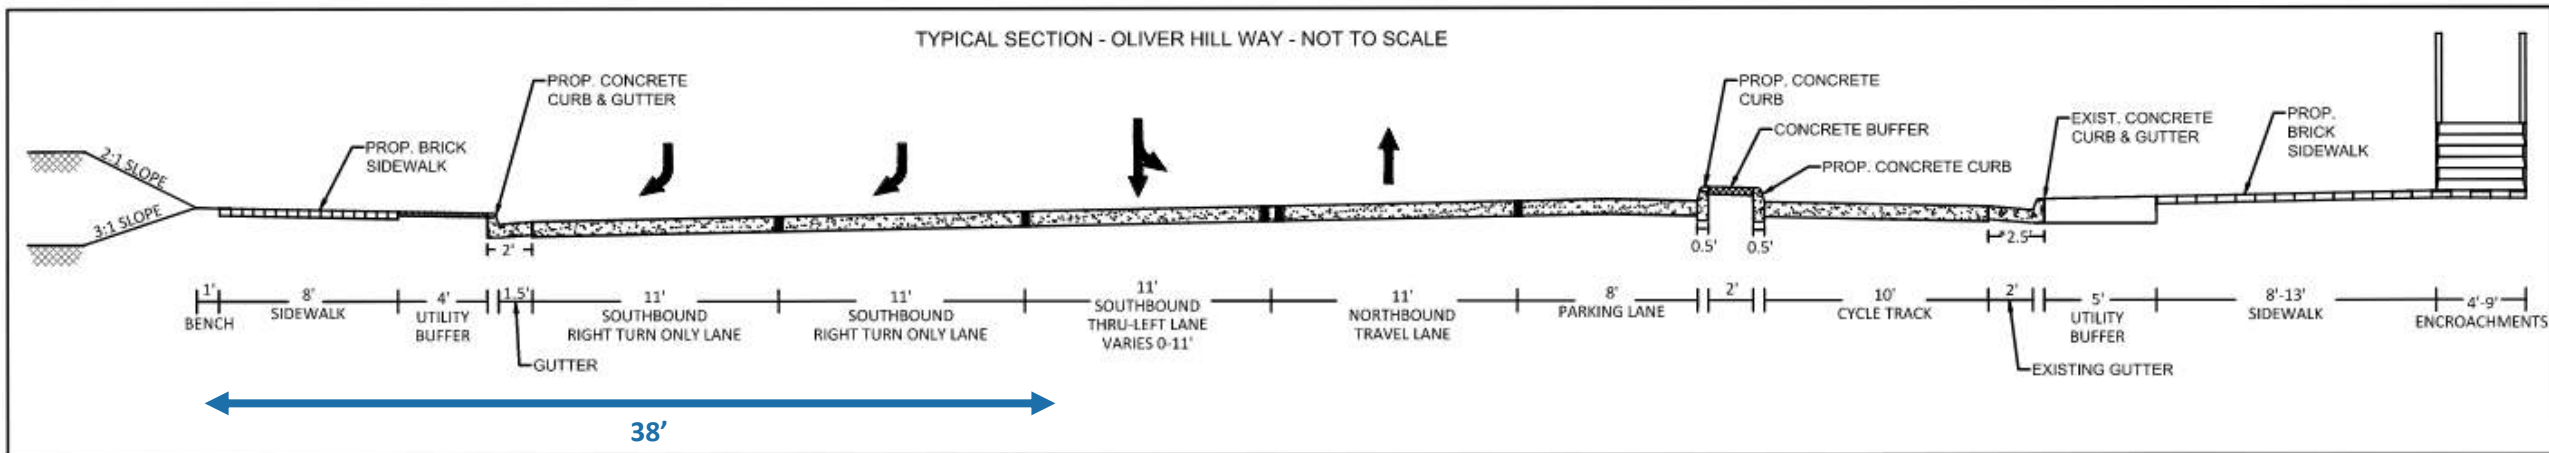 TYPICAL SECTION - OLIVER HILL WAY - NOT TO SCALE
PROP. CONCRETE
CURB & GUTTER
PROP. CONCRETE
CURB
CONCRETE BUFFER
PROP. CONCRETE CURB
EXIST. CONCRETE
CURB & GUTTER
PROP.
BRICK
SIDEWALK
PROP. BRICK
SIDEWALK
2:1 SLOPE
3:1 SLOPE
2'
0.5'
0.5'
2.5'
1'
BENCH
8'
SIDEWALK
4'
UTILITY
BUFFER
1.5'
GUTTER
11'
SOUTHBOUND
RIGHT TURN ONLY LANE
11'
SOUTHBOUND
RIGHT TURN ONLY LANE
11'
SOUTHBOUND
THRU-LEFT LANE
VARIES 0-11'
11'
NORTHBOUND
TRAVEL LANE
8'
PARKING LANE
2'
10'
CYCLE TRACK
2'
EXISTING GUTTER
5'
UTILITY
BUFFER
8'-13'
SIDEWALK
4'-9'
ENCROACHMENTS
38’